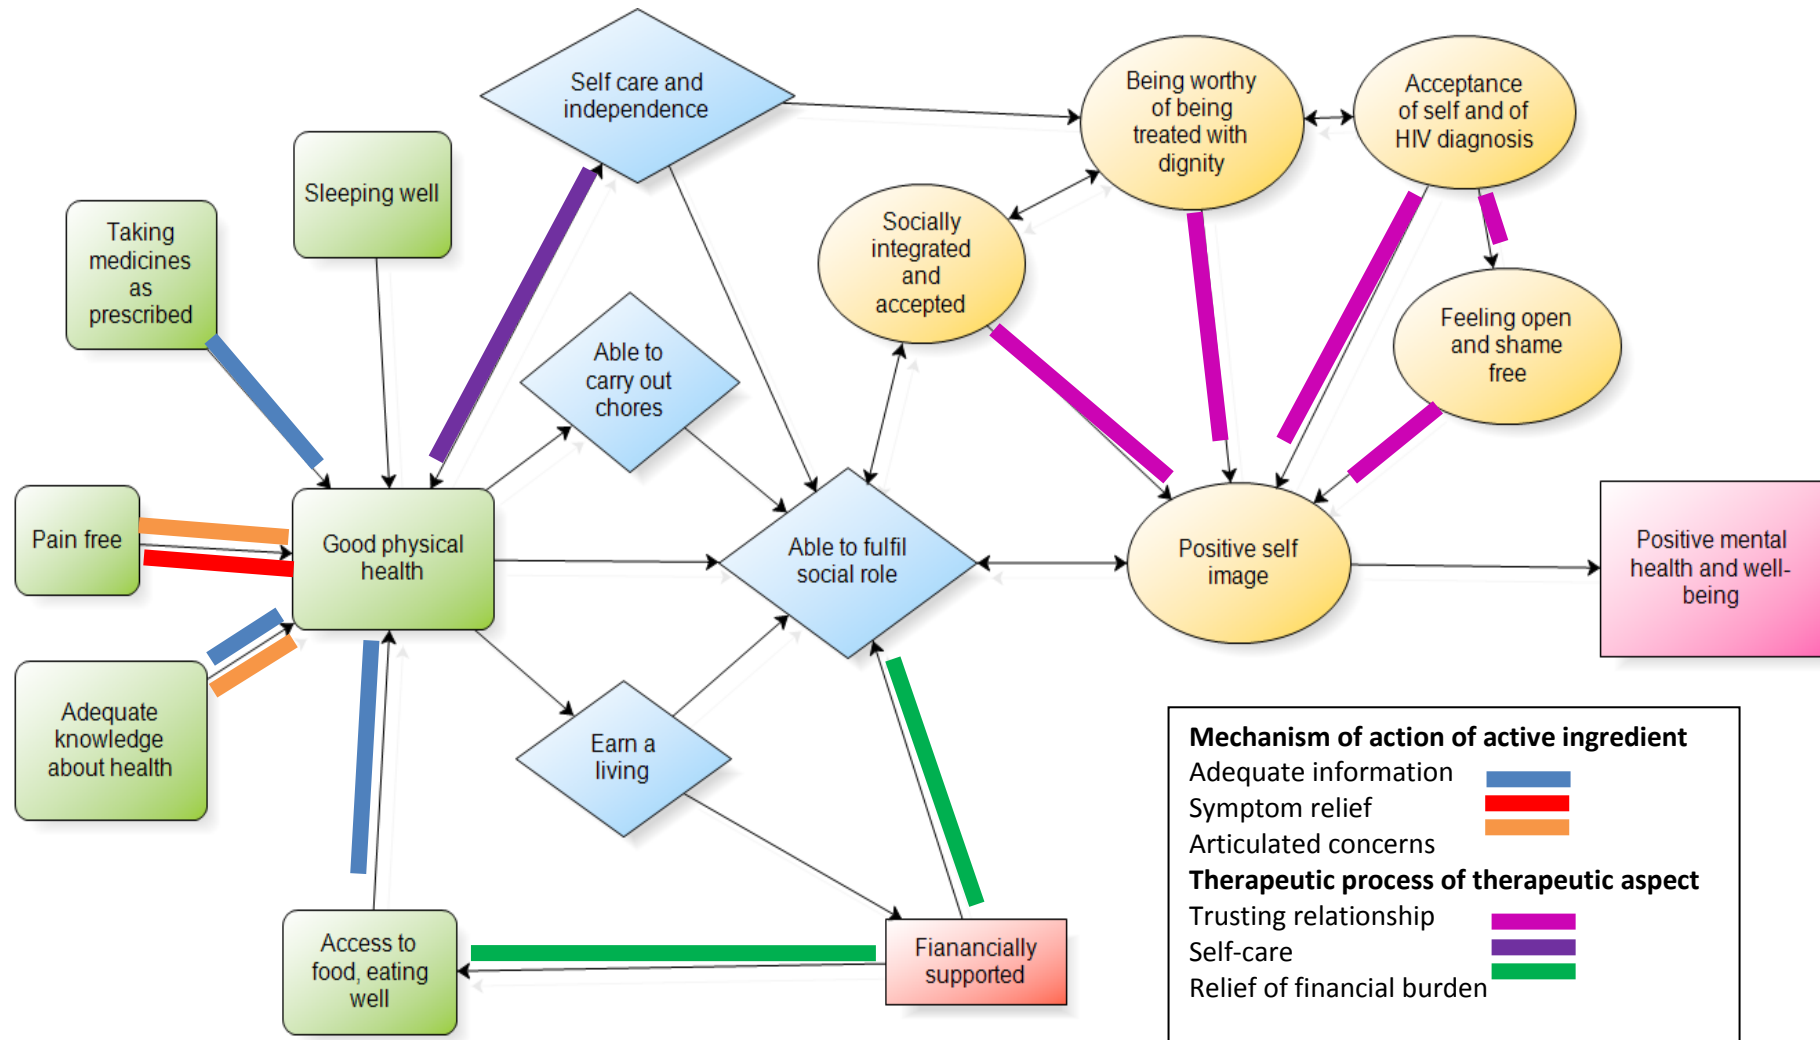 Self care and
independence
Being worthy
of being
treated with
dignity
Acceptance
of self and of
HIV diagnosis
Sleeping well
Taking
medicines
as
prescribed
Socially
integrated
and
accepted
Feeling open
and shame
free
Able to
carry out
chores
Pain free
Good physical
health
Able to fulfil
social role
Positive self
image
Positive mental
health and well-
being
Adequate
knowledge
about health
Earn a
living
Access to
food, eating
well
Fianancially
supported
Mechanism of action of active ingredient
Adequate information
Symptom relief
Articulated concerns
Therapeutic process of therapeutic aspect
Trusting relationship
Self-care
Relief of financial burden